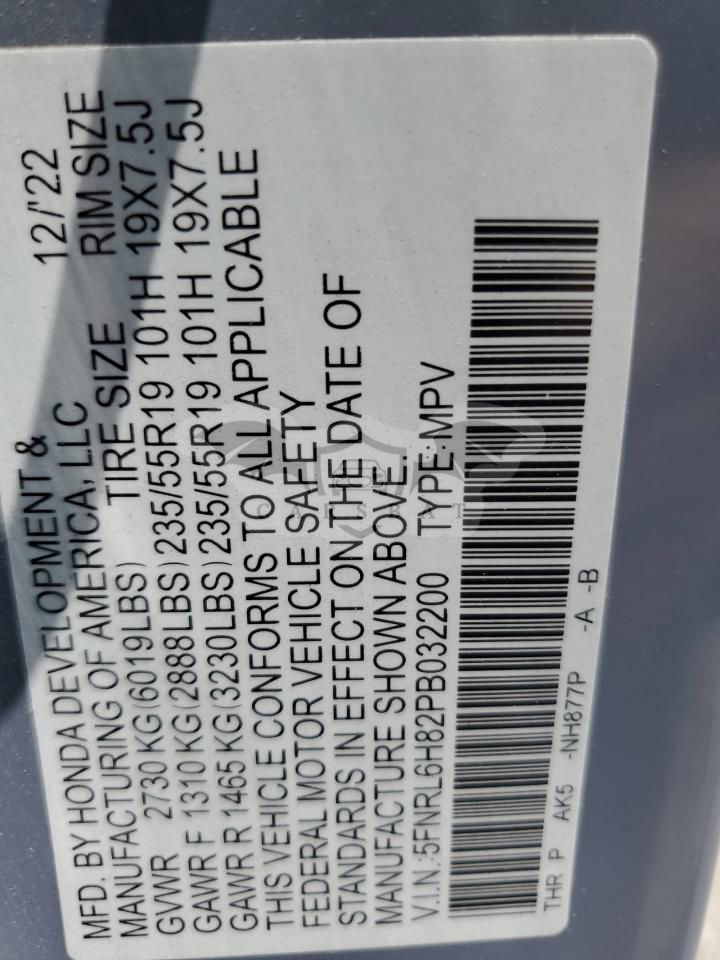 MFD. BY HONDA DEVELOPMENT &
MANUFACTURING OF AMERICA, LLC 12/'22
GVWR 2730 KG(6019LBS) TIRE SIZE RIM SIZE
GAWR F 1310 KG(2888LBS)235/55R19 101H 19X7.5J
GAWR R 1465 KG(3230LBS)235/55R19 101H 19X7.5J
THIS VEHICLE CONFORMS TO ALL APPLICABLE
FEDERAL MOTOR VEHICLE SAFETY
STANDARDS IN EFFECT ON THE DATE OF
MANUFACTURE SHOWN ABOVE.
V.I.N.:5FNRL6H82PB032200 TYPE:MPV
THR P AK5 -NH877P -A -B
CARSBAT